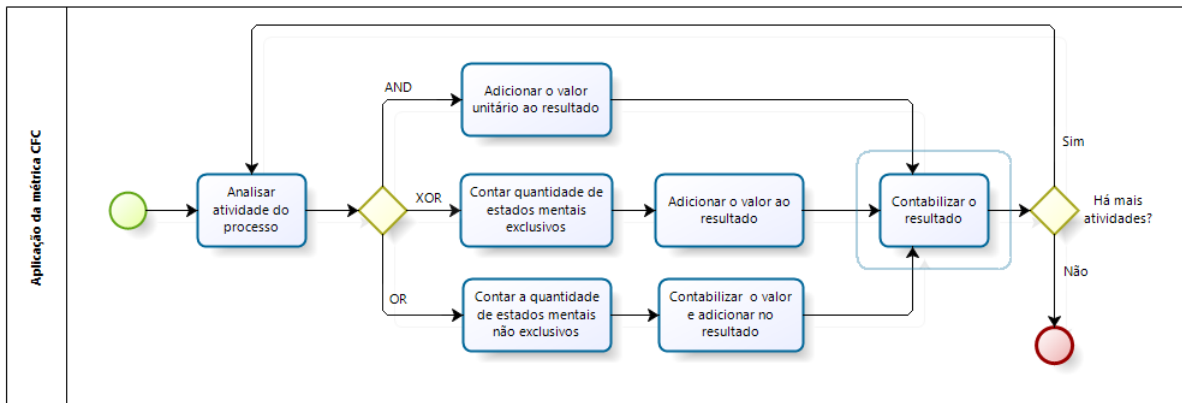 Aplicação da métrica CFC
Analisar
atividade do
processo
AND
Adicionar o valor
unitário ao resultado
XOR
Contar quantidade de
estados mentais
exclusivos
Adicionar o valor ao
resultado
OR
Contar a quantidade
de estados mentais
não exclusivos
Contabilizar o valor
e adicionar no
resultado
Contabilizar o
resultado
Sim
Há mais
atividades?
Não